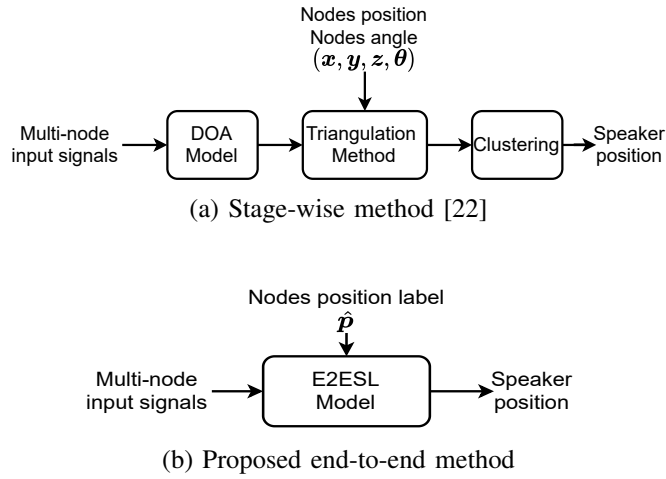 Nodes position
Nodes angle
(x, y, z, θ)
Multi-node
input signals
DOA
Model
Triangulation
Method
Clustering
Speaker
position
(a) Stage-wise method [22]
Nodes position label
p̂
Multi-node
input signals
E2ESL
Model
Speaker
position
(b) Proposed end-to-end method